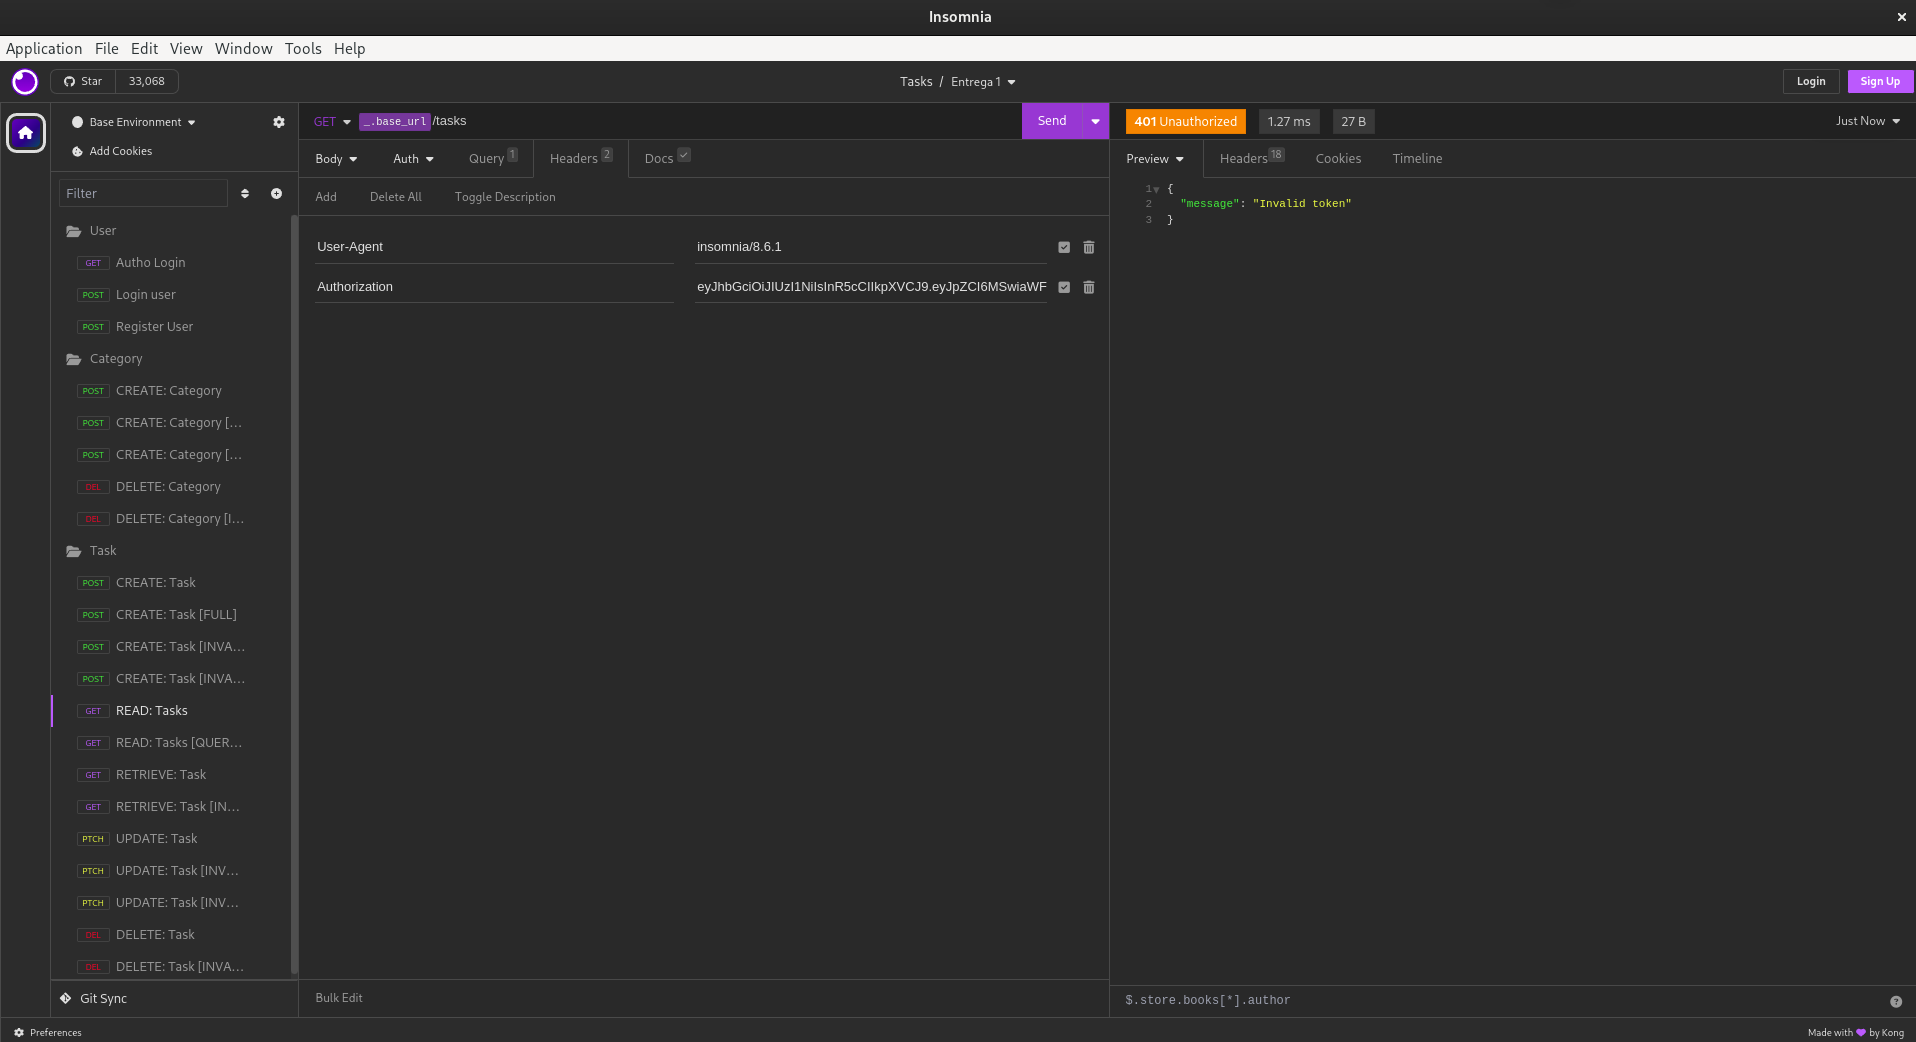 Insomnia
Application File Edit View Window Tools Help
Star 33,068
Tasks / Entrega 1
Login Sign Up
Base Environment
Add Cookies
Filter
User
GET Autho Login
POST Login user
POST Register User
Category
POST CREATE: Category
POST CREATE: Category [...
POST CREATE: Category [...
DEL DELETE: Category
DEL DELETE: Category [I...
Task
POST CREATE: Task
POST CREATE: Task [FULL]
POST CREATE: Task [INVA...
POST CREATE: Task [INVA...
GET READ: Tasks
GET READ: Tasks [QUER...
GET RETRIEVE: Task
GET RETRIEVE: Task [IN...
PTCH UPDATE: Task
PTCH UPDATE: Task [INV...
PTCH UPDATE: Task [INV...
DEL DELETE: Task
DEL DELETE: Task [INVA...
Git Sync
GET _.base_url /tasks
Send
Body Auth Query 1 Headers 2 Docs
Add Delete All Toggle Description
User-Agent insomnia/8.6.1
Authorization eyJhbGciOiJIUzI1NiIsInR5cCI6IkpXVCJ9.eyJpZCI6MSwiaWF
Bulk Edit
401 Unauthorized 1.27 ms 27 B
Just Now
Preview Headers 18 Cookies Timeline
1 {
2 "message": "Invalid token"
3 }
$.store.books[*].author
Preferences
Made with by Kong